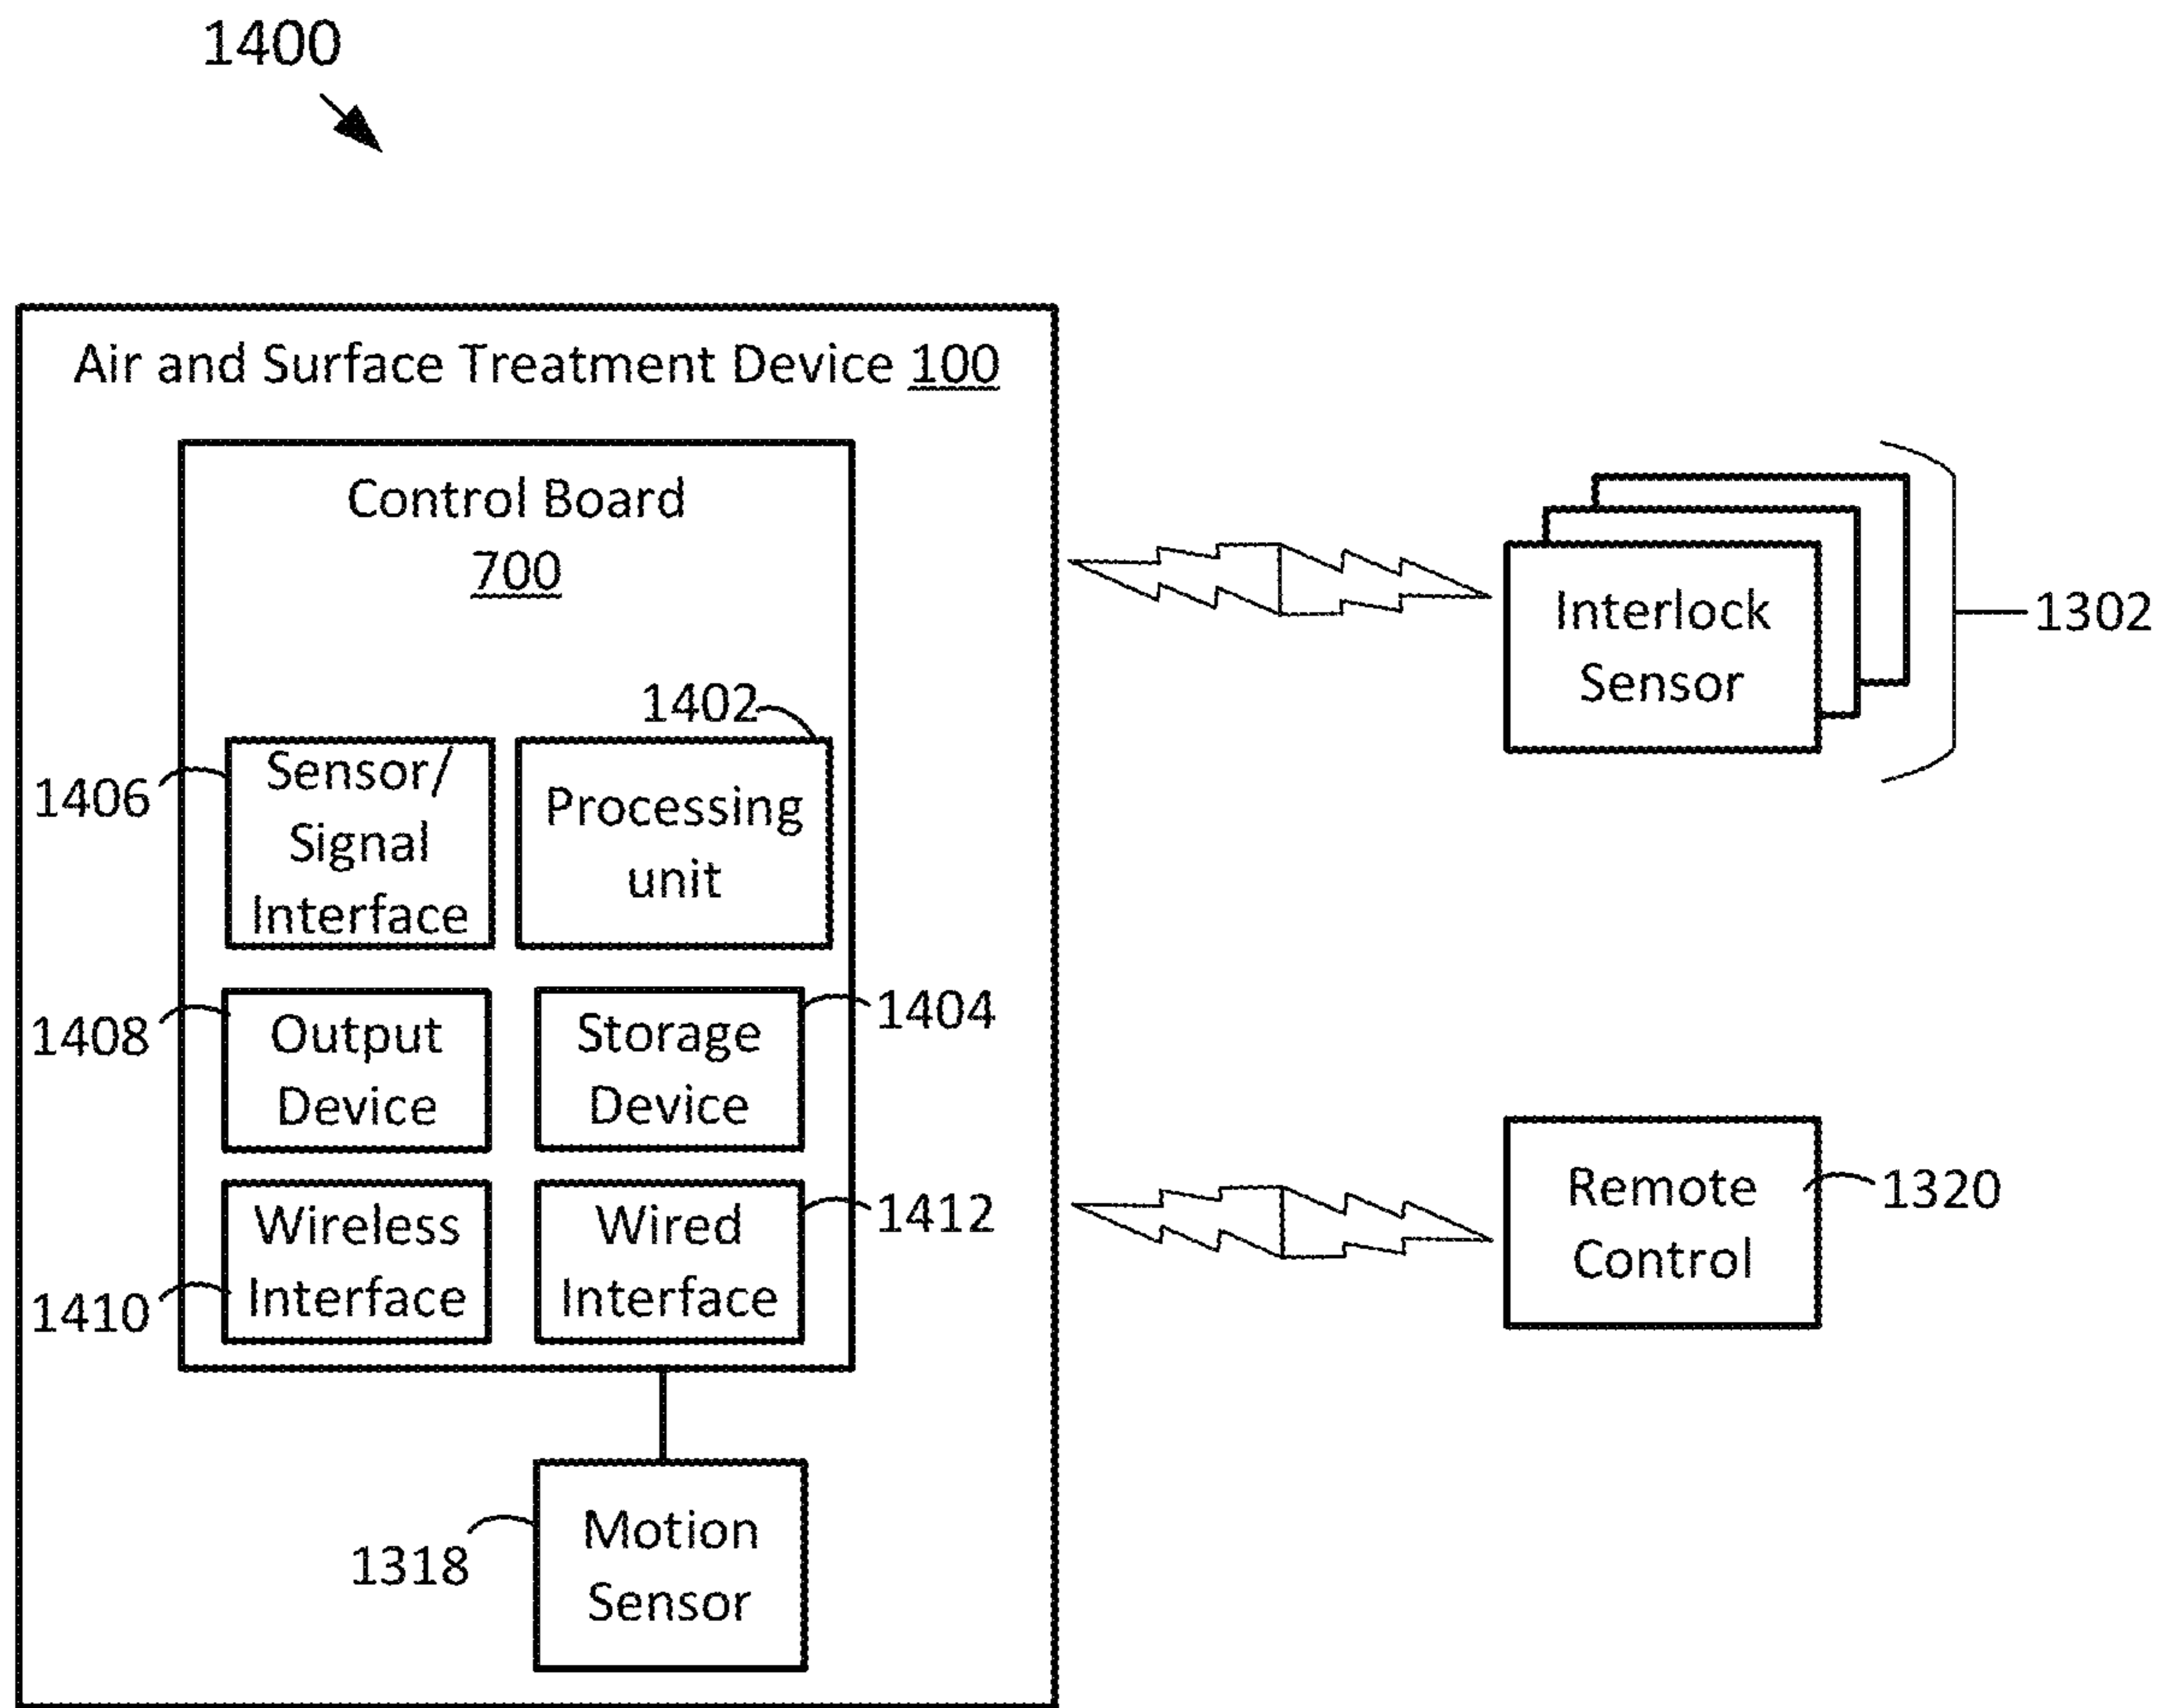 1400
Air and Surface Treatment Device 100
Control Board
700
1402
1406
Sensor/
Signal
Interface
Processing
unit
1408
Output
Device
Storage
Device
1404
1410
Wireless
Interface
Wired
Interface
1412
1318
Motion
Sensor
Interlock
Sensor
1302
Remote
Control
1320